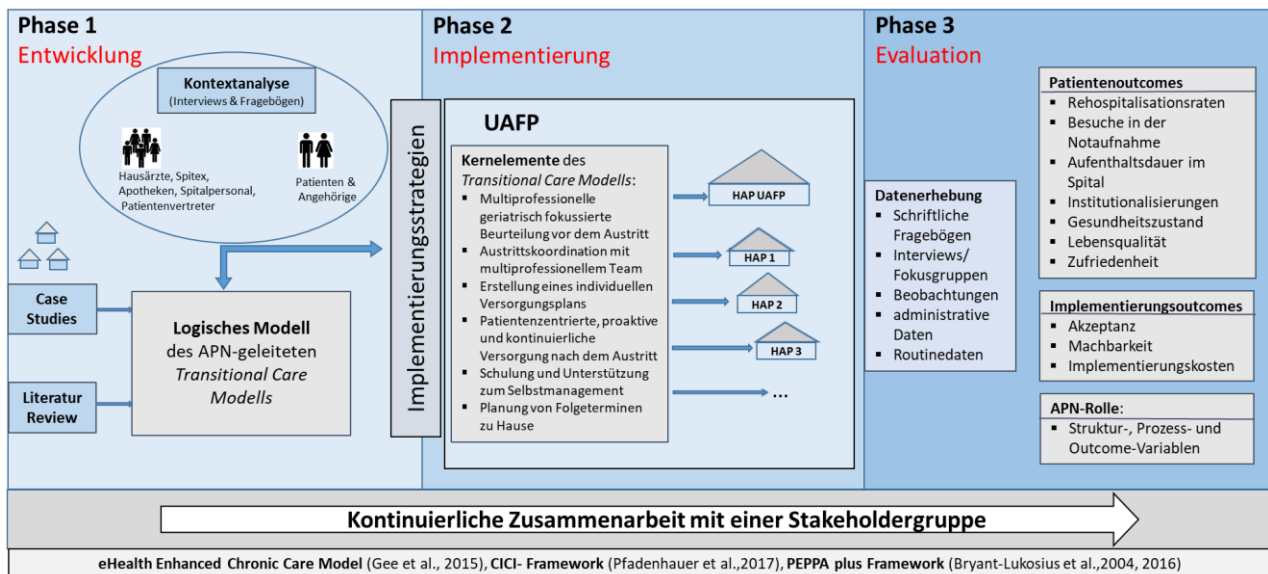 Phase 1
Entwicklung
Kontextanalyse
(Interviews & Fragebögen)
Hausärzte, Spitex,
Apotheken, Spitalpersonal,
Patientenvertreter
Patienten &
Angehörige
Case
Studies
Literatur
Review
Logisches Modell
des APN-geleiteten
Transitional Care
Modells
Implementierungsstrategien
Phase 2
Implementierung
UAFP
Kernelemente des
Transitional Care Modells:
▪ Multiprofessionelle
geriatrisch fokussierte
Beurteilung vor dem Austritt
▪ Austrittskoordination mit
multiprofessionellem Team
▪ Erstellung eines individuellen
Versorgungsplans
▪ Patientenzentrierte, proaktive
und kontinuierliche
Versorgung nach dem Austritt
▪ Schulung und Unterstützung
zum Selbstmanagement
▪ Planung von Folgeterminen
zu Hause
HAP UAFP
HAP 1
HAP 2
HAP 3
...
Phase 3
Evaluation
Datenerhebung
▪ Schriftliche
Fragebögen
▪ Interviews/
Fokusgruppen
▪ Beobachtungen
▪ administrative
Daten
▪ Routinedaten
Patientenoutcomes
▪ Rehospitalisationsraten
▪ Besuche in der
Notaufnahme
▪ Aufenthaltsdauer im
Spital
▪ Institutionalisierungen
▪ Gesundheitszustand
▪ Lebensqualität
▪ Zufriedenheit
Implementierungsoutcomes
▪ Akzeptanz
▪ Machbarkeit
▪ Implementierungskosten
APN-Rolle:
▪ Struktur-, Prozess- und
Outcome-Variablen
Kontinuierliche Zusammenarbeit mit einer Stakeholdergruppe
eHealth Enhanced Chronic Care Model (Gee et al., 2015), CICI- Framework (Pfadenhauer et al.,2017), PEPPA plus Framework (Bryant-Lukosius et al.,2004, 2016)